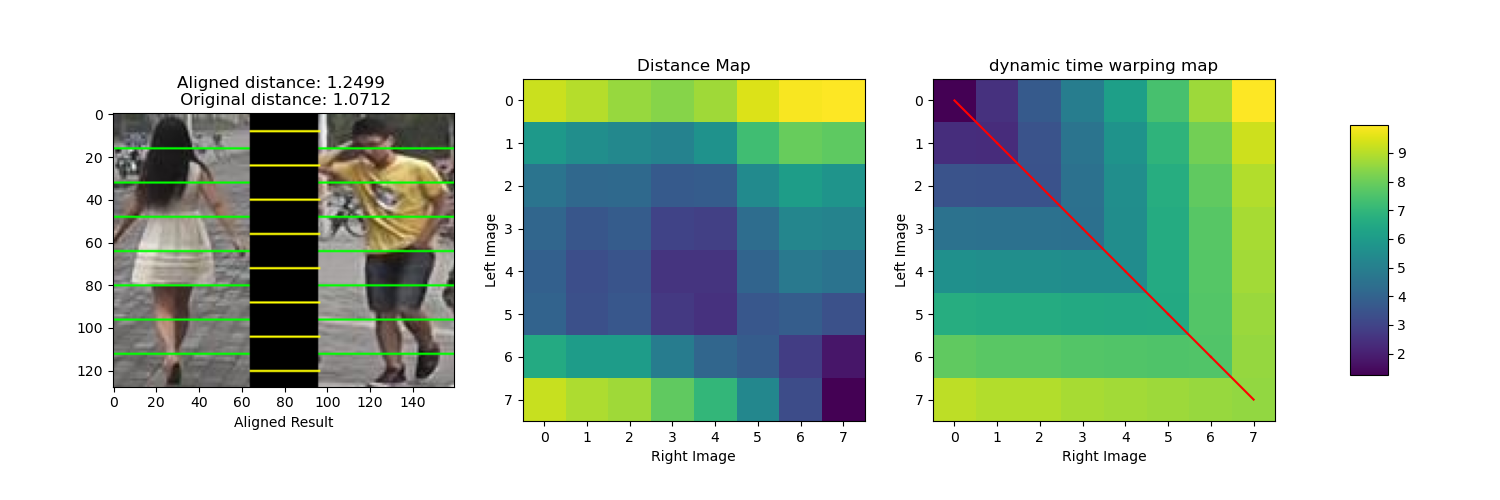 Aligned distance: 1.2499
Original distance: 1.0712
0
20
40
60
80
100
120
0 20 40 60 80 100 120 140
Aligned Result
Distance Map
Left Image
0
1
2
3
4
5
6
7
0 1 2 3 4 5 6 7
Right Image
dynamic time warping map
Left Image
0
1
2
3
4
5
6
7
0 1 2 3 4 5 6 7
Right Image
9
8
7
6
5
4
3
2